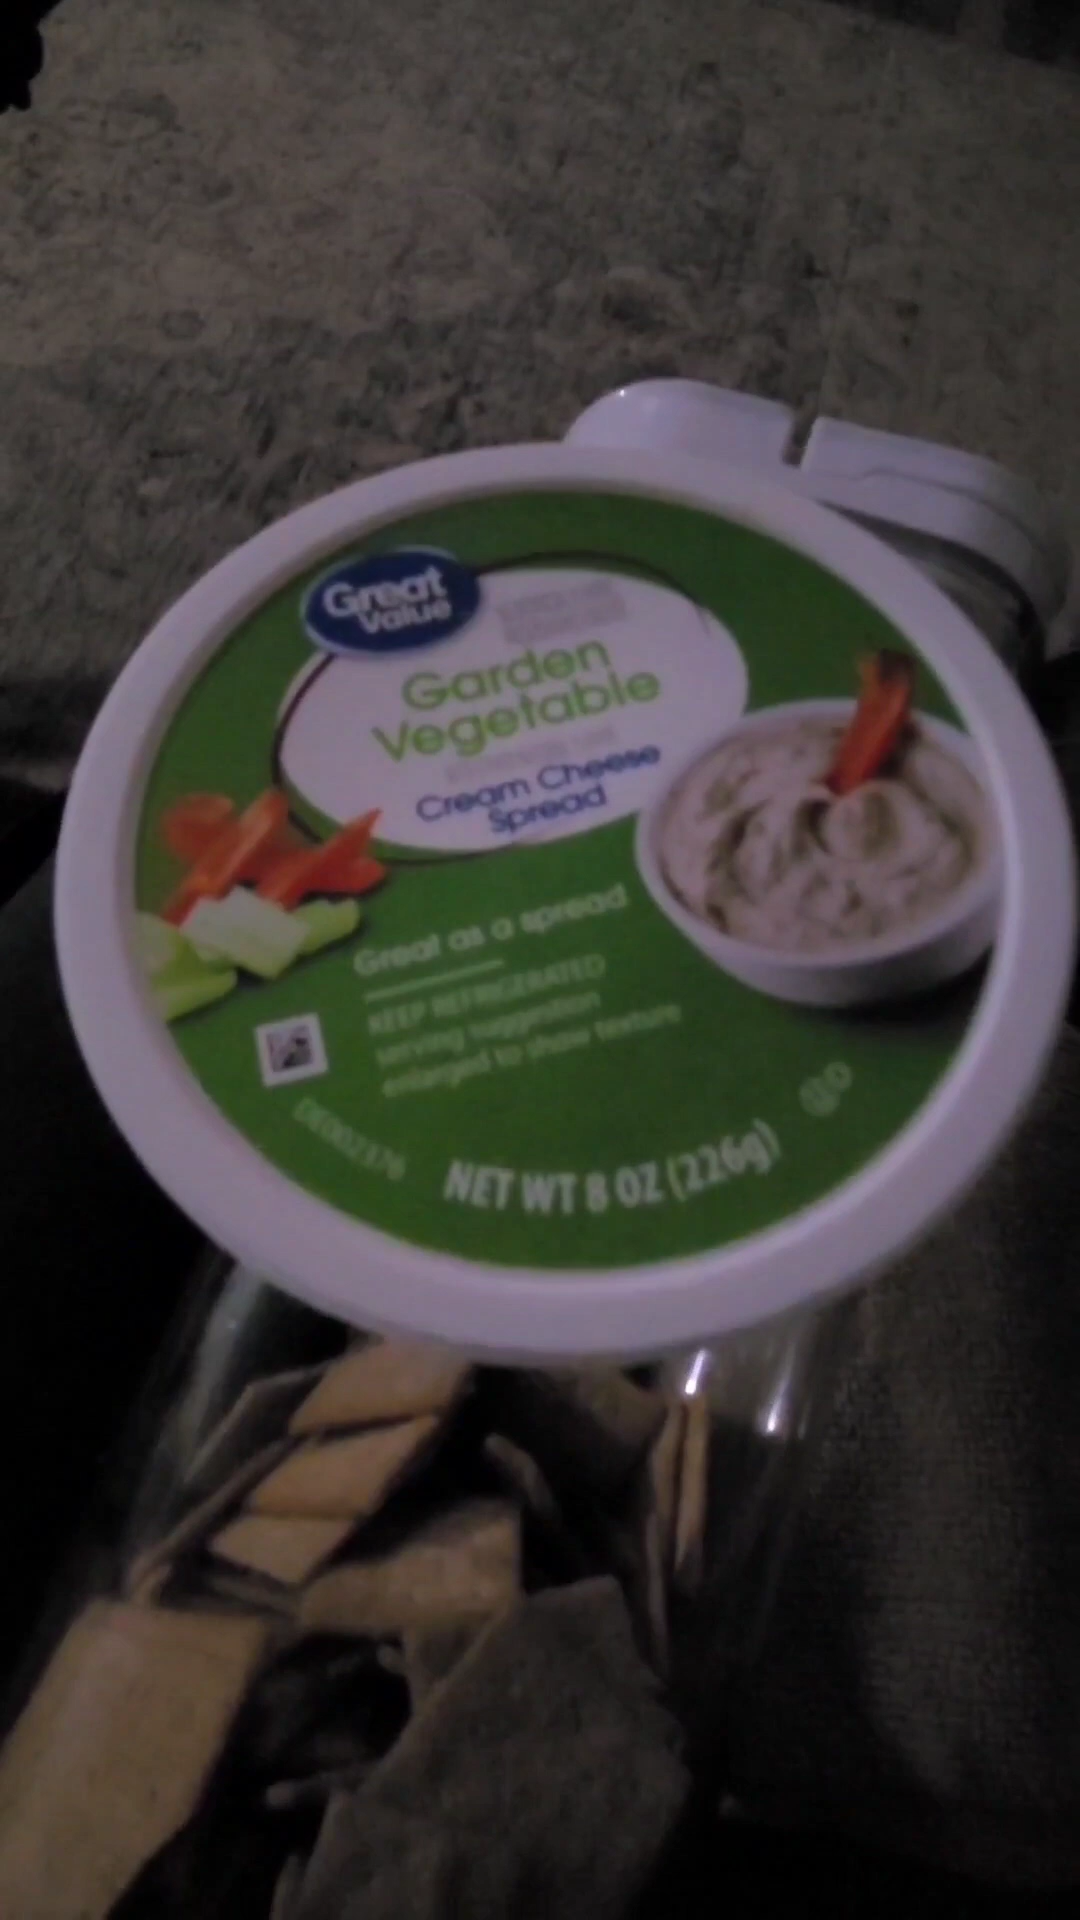 Great
Value
Garden
Vegetable
Cream Cheese
Spread
Great as a spread
KEEP REFRIGERATED
serving suggestion
enlarged to show texture
NET WT 8 OZ (226g)